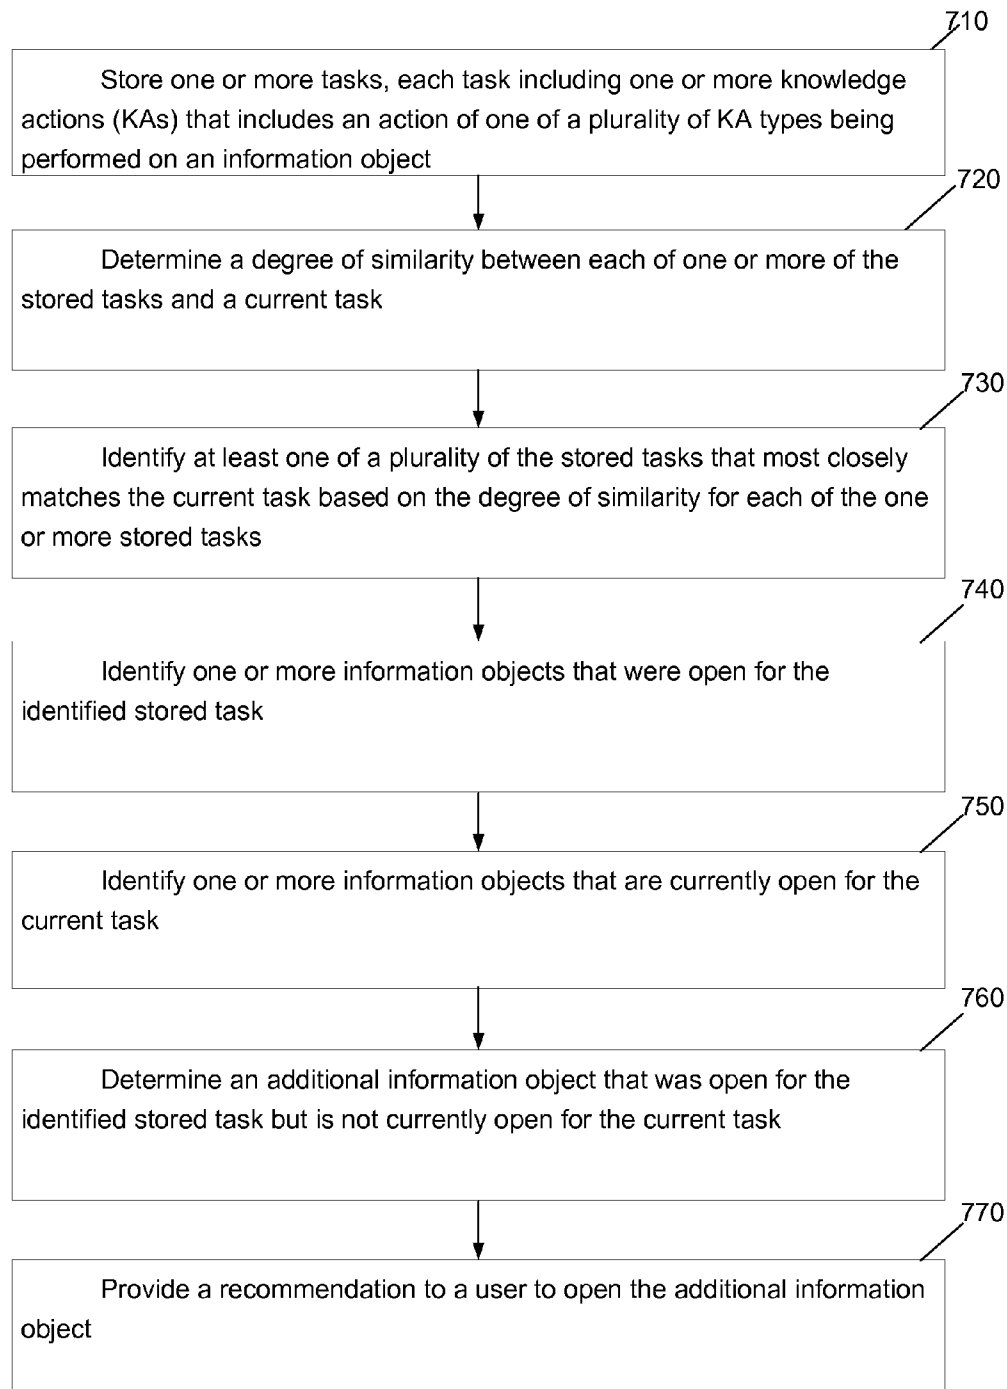 710
Store one or more tasks, each task including one or more knowledge
actions (KAs) that includes an action of one of a plurality of KA types being
performed on an information object
720
Determine a degree of similarity between each of one or more of the
stored tasks and a current task
730
Identify at least one of a plurality of the stored tasks that most closely
matches the current task based on the degree of similarity for each of the one
or more stored tasks
740
Identify one or more information objects that were open for the
identified stored task
750
Identify one or more information objects that are currently open for the
current task
760
Determine an additional information object that was open for the
identified stored task but is not currently open for the current task
770
Provide a recommendation to a user to open the additional information
object